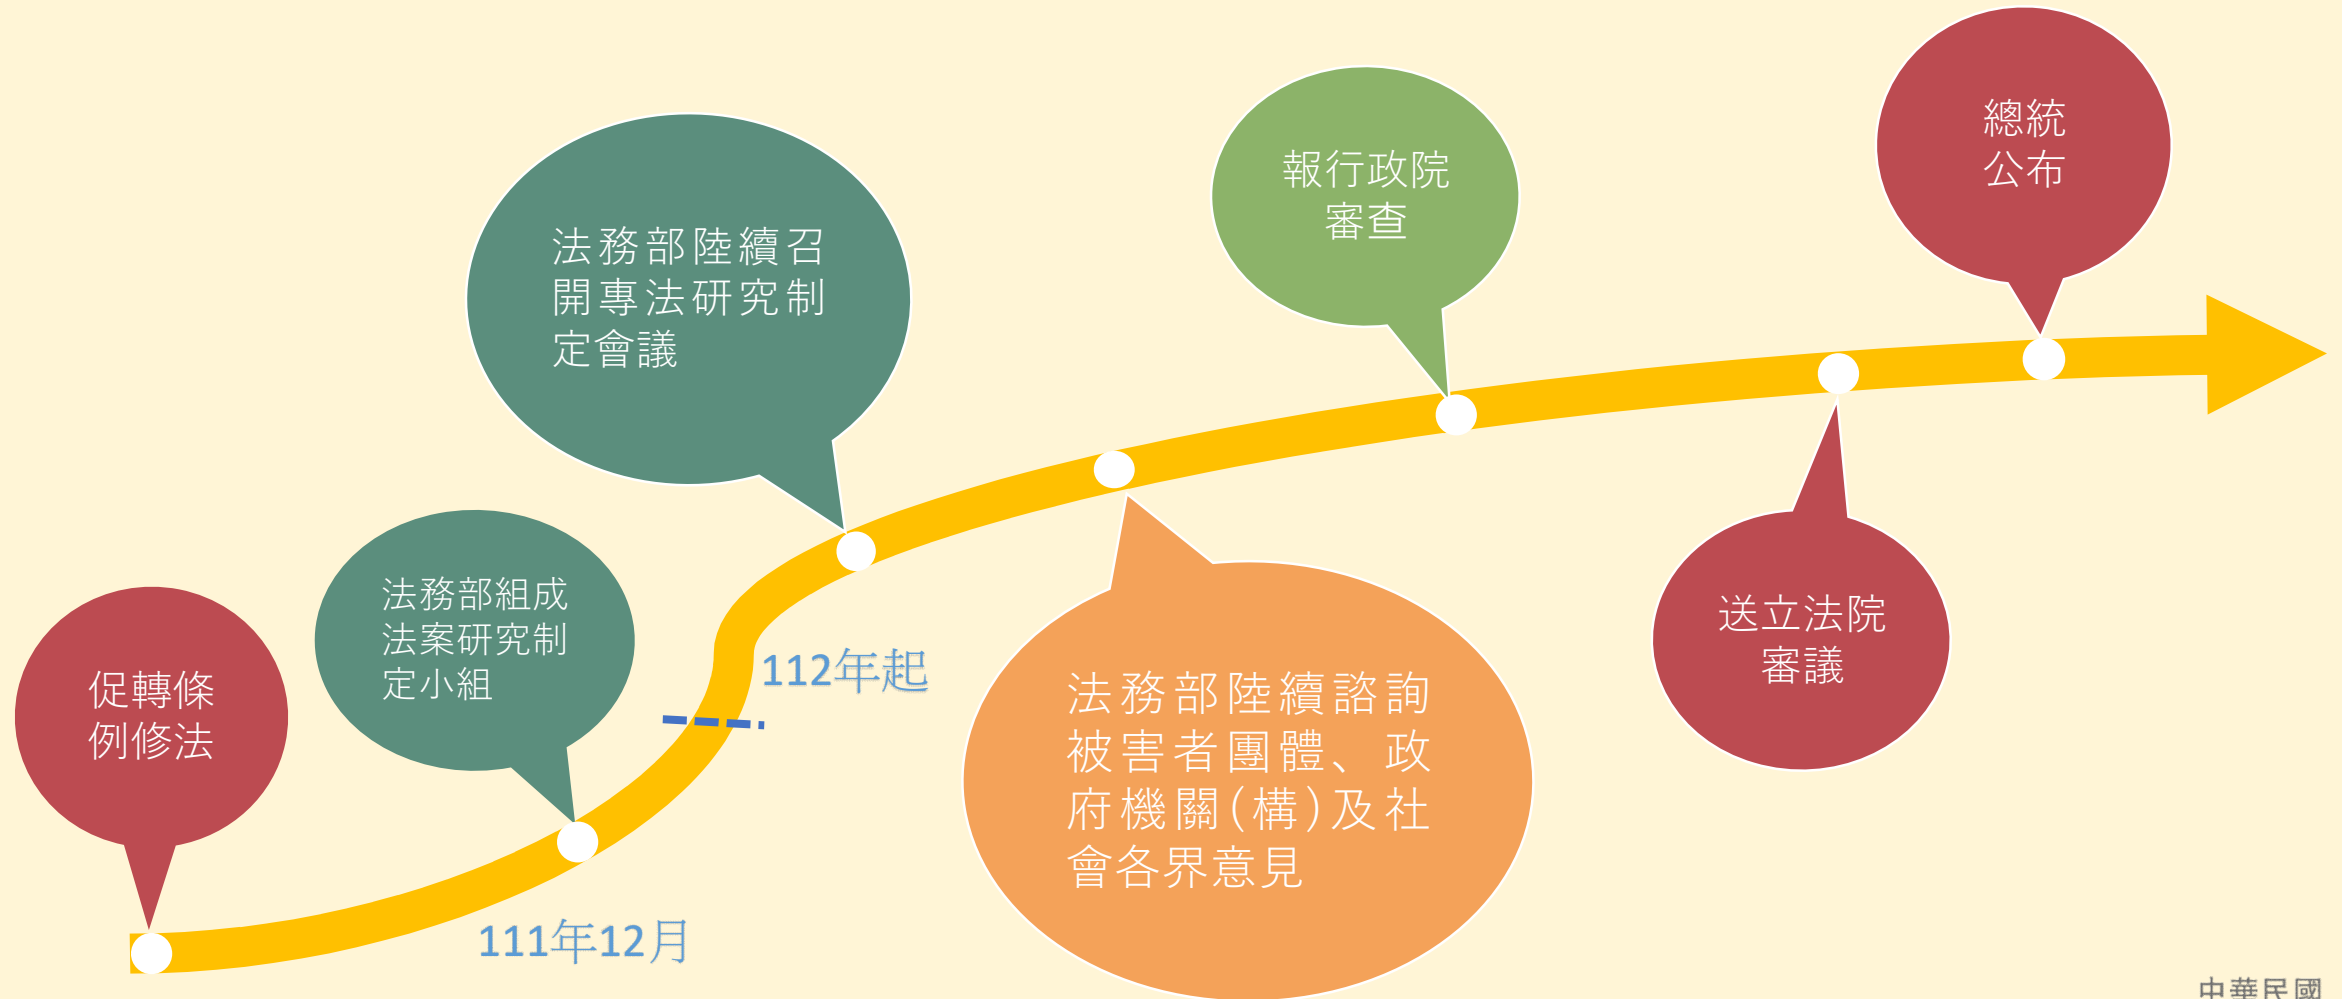 促轉條
例修法
法務部組成
法案研究制
定小組
111年12月
法務部陸續召
開專法研究制
定會議
112年起
法務部陸續諮詢
被害者團體、政
府機關(構)及社
會各界意見
報行政院
審查
送立法院
審議
總統
公布
中華民國